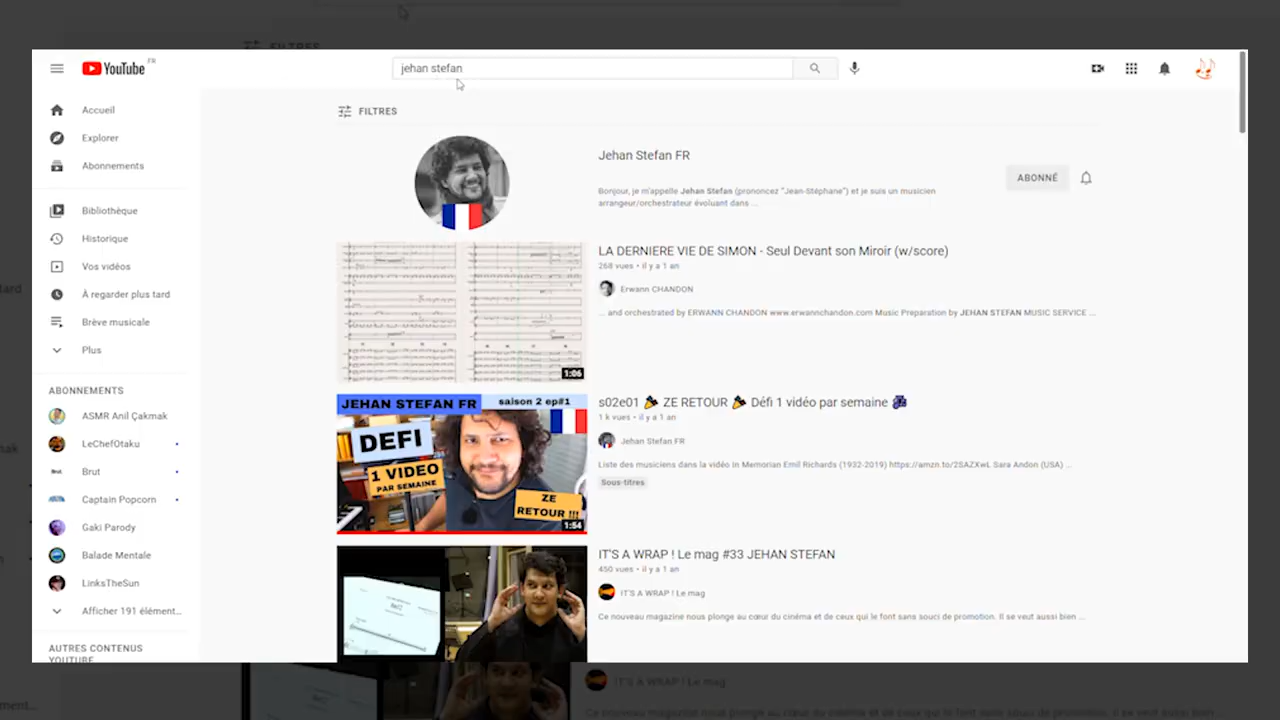 FILTRES
YouTube FR
jehan stefan
Accueil
Explorer
Abonnements
Bibliothèque
Historique
Vos vidéos
À regarder plus tard
Brève musicale
Plus
ABONNEMENTS
ASMR Anil Çakmak
LeChefOtaku
Brut
Captain Popcorn
Gaki Parody
Balade Mentale
LinksTheSun
Afficher 191 élément...
AUTRES CONTENUS
YOUTUBE
FILTRES
Jehan Stefan FR
Bonjour, je m'appelle Jehan Stefan (prononcez "Jean-Stéphane") et je suis un musicien
arrangeur/orchestrateur évoluant dans ...
ABONNÉ
1:06
LA DERNIERE VIE DE SIMON - Seul Devant son Miroir (w/score)
268 vues • il y a 1 an
Erwann CHANDON
... and orchestrated by ERWANN CHANDON www.erwannchandon.com Music Preparation by JEHAN STEFAN MUSIC SERVICE ...
JEHAN STEFAN FR
saison 2 ep#1
DEFI
1 VIDEO
PAR SEMAINE
ZE
RETOUR !!!
1:54
s02e01 🎉 ZE RETOUR 🎉 Défi 1 vidéo par semaine
1 k vues • il y a 1 an
Jehan Stefan FR
Liste des musiciens dans la vidéo In Memorian Emil Richards (1932-2019) https://amzn.to/2SAZXwL Sara Andon (USA) ...
Sous-titres
IT'S A WRAP ! Le mag #33 JEHAN STEFAN
450 vues • il y a 1 an
IT'S A WRAP ! Le mag
Ce nouveau magazine nous plonge au cœur du cinéma et de ceux qui le font sans souci de promotion. Il se veut aussi bien ...
IT'S A WRAP ! Le mag